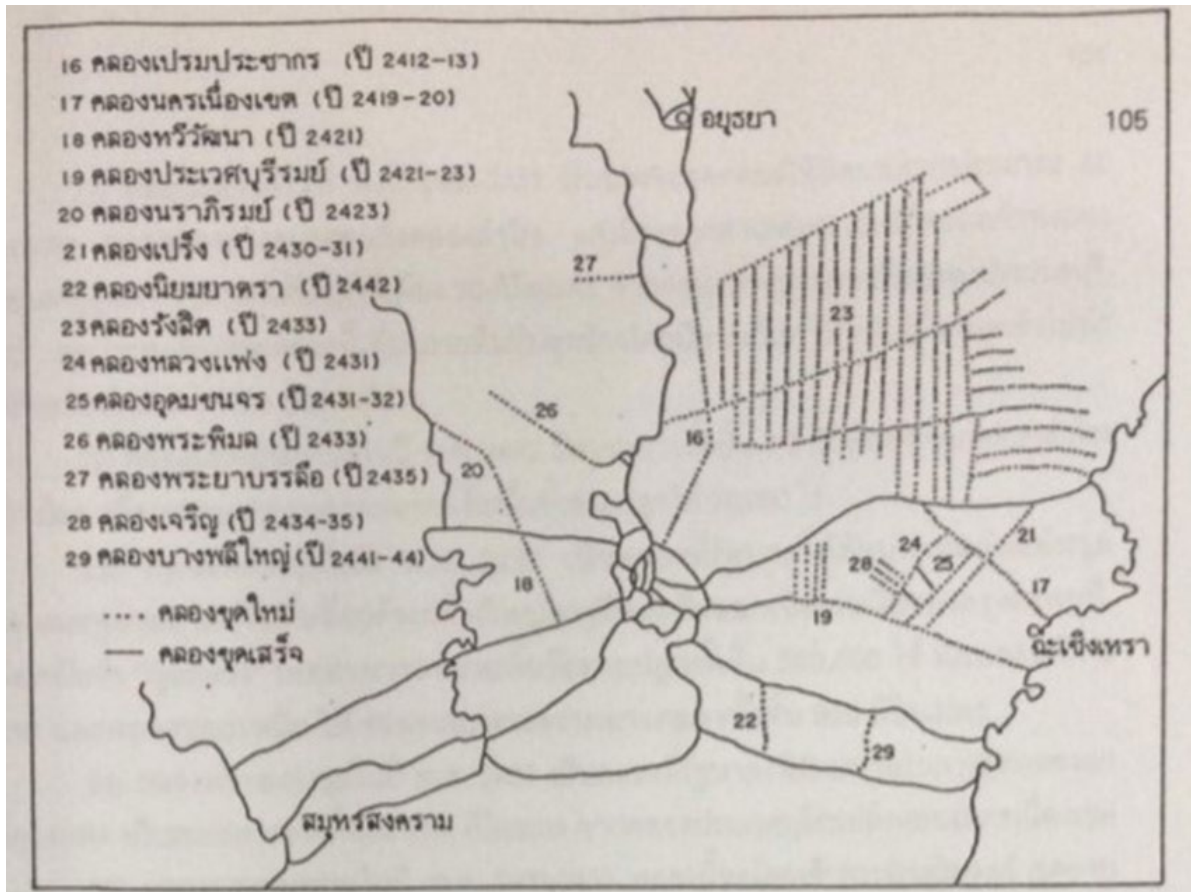 105
16 คลองเปรมประชากร (ปี 2412-13)
17 คลองนครเนื่องเขต (ปี 2419-20)
18 คลองทวีวัฒนา (ปี 2421)
19 คลองประเวศบุรีรมย์ (ปี 2421-23)
20 คลองนราภิรมย์ (ปี 2423)
21 คลองเปร็ง (ปี 2430-31)
22 คลองนิยมยาตรา (ปี 2442)
23 คลองรังสิต (ปี 2433)
24 คลองหลวงแพ่ง (ปี 2431)
25 คลองอุดมชนจร (ปี 2431-32)
26 คลองพระพิมล (ปี 2433)
27 คลองพระยาบรรลือ (ปี 2435)
28 คลองเจริญ (ปี 2434-35)
29 คลองบางพลีใหญ่ (ปี 2441-44)
คลองขุดใหม่
คลองขุดเสร็จ
อยุธยา
27
23
26
16
20
24
21
28
25
18
19
17
ฉะเชิงเทรา
22
29
สมุทร์สงคราม